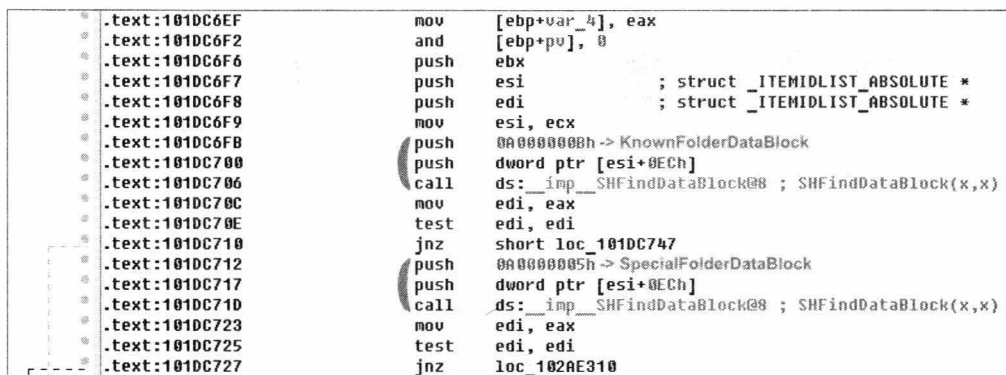 .text:101DC6EF mov [ebp+var_4], eax
.text:101DC6F2 and [ebp+pv], 0
.text:101DC6F6 push ebx
.text:101DC6F7 push esi ; struct _ITEMIDLIST_ABSOLUTE *
.text:101DC6F8 push edi ; struct _ITEMIDLIST_ABSOLUTE *
.text:101DC6F9 mov esi, ecx
.text:101DC6FB push 0A000000Bh -> KnownFolderDataBlock
.text:101DC700 push dword ptr [esi+0ECh]
.text:101DC706 call ds:__imp__SHFindDataBlock@8 ; SHFindDataBlock(x,x)
.text:101DC70C mov edi, eax
.text:101DC70E test edi, edi
.text:101DC710 jnz short loc_101DC747
.text:101DC712 push 0A0000005h -> SpecialFolderDataBlock
.text:101DC717 push dword ptr [esi+0ECh]
.text:101DC71D call ds:__imp__SHFindDataBlock@8 ; SHFindDataBlock(x,x)
.text:101DC723 mov edi, eax
.text:101DC725 test edi, edi
.text:101DC727 jnz loc_102AE310